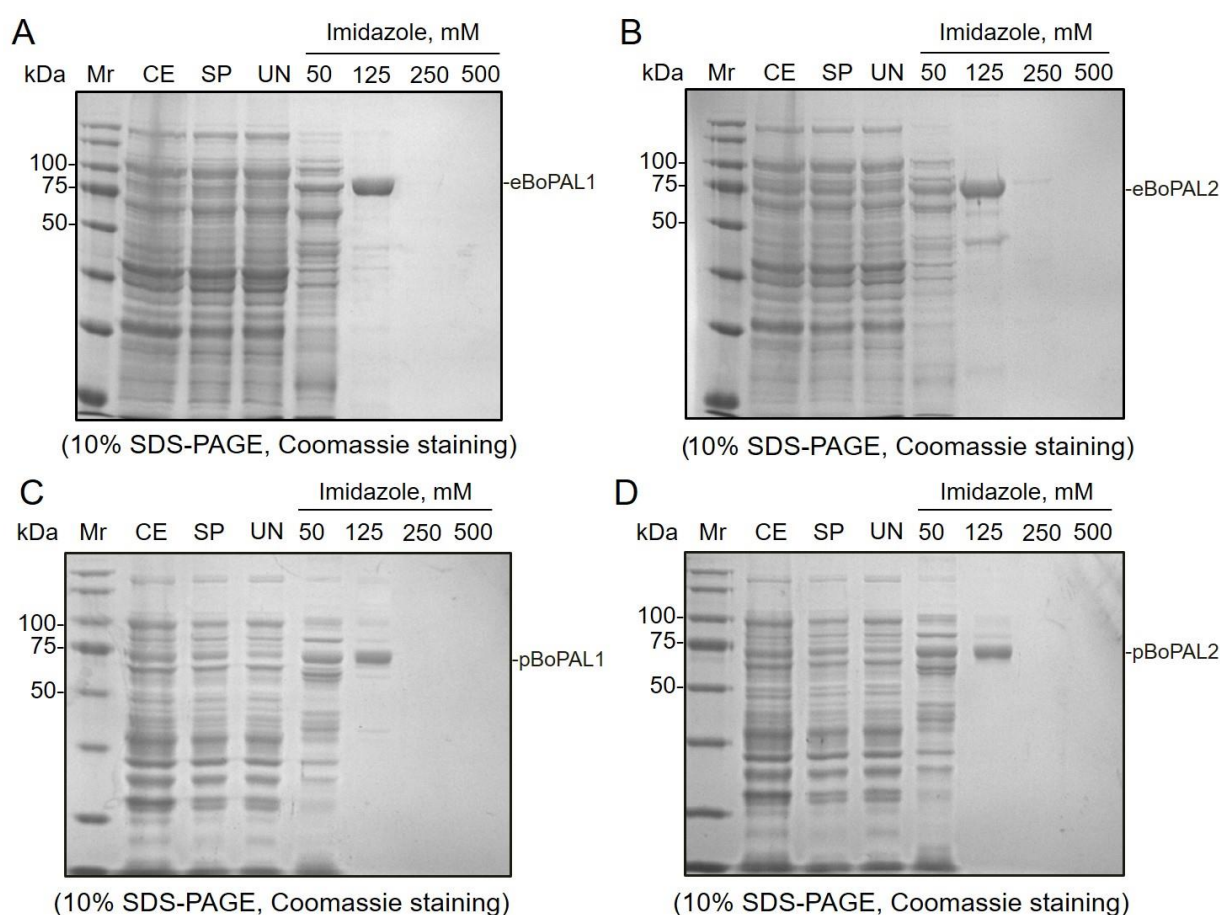 A
Imidazole, mM
kDa Mr CE SP UN 50 125 250 500
100-
75-
50-
-eBoPAL1
(10% SDS-PAGE, Coomassie staining)
B
Imidazole, mM
kDa Mr CE SP UN 50 125 250 500
100-
75-
50-
-eBoPAL2
(10% SDS-PAGE, Coomassie staining)
C
Imidazole, mM
kDa Mr CE SP UN 50 125 250 500
100-
75-
50-
-pBoPAL1
(10% SDS-PAGE, Coomassie staining)
D
Imidazole, mM
kDa Mr CE SP UN 50 125 250 500
100-
75-
50-
-pBoPAL2
(10% SDS-PAGE, Coomassie staining)